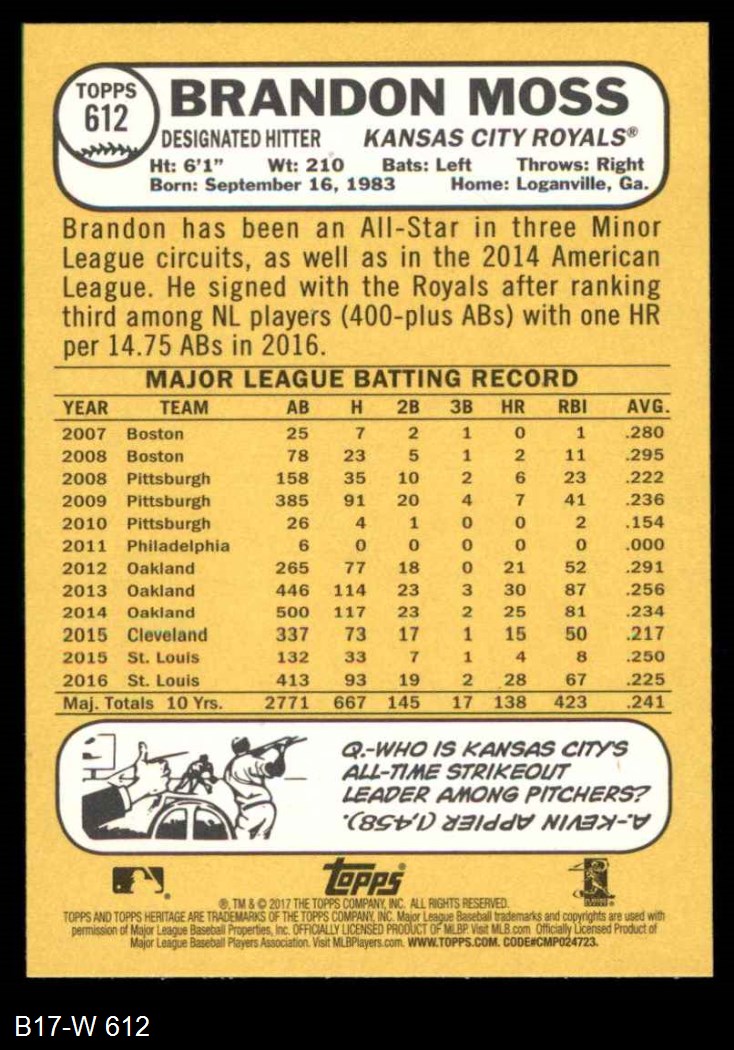 TOPPS
612
BRANDON MOSS
DESIGNATED HITTER KANSAS CITY ROYALS®
Ht: 6'1" Wt: 210 Bats: Left Throws: Right
Born: September 16, 1983 Home: Loganville, Ga.
Brandon has been an All-Star in three Minor
League circuits, as well as in the 2014 American
League. He signed with the Royals after ranking
third among NL players (400-plus ABs) with one HR
per 14.75 ABs in 2016.
MAJOR LEAGUE BATTING RECORD
YEAR TEAM AB H 2B 3B HR RBI AVG.
2007 Boston 25 7 2 1 0 1 .280
2008 Boston 78 23 5 1 2 11 .295
2008 Pittsburgh 158 35 10 2 6 23 .222
2009 Pittsburgh 385 91 20 4 7 41 .236
2010 Pittsburgh 26 4 1 0 0 2 .154
2011 Philadelphia 6 0 0 0 0 0 .000
2012 Oakland 265 77 18 0 21 52 .291
2013 Oakland 446 114 23 3 30 87 .256
2014 Oakland 500 117 23 2 25 81 .234
2015 Cleveland 337 73 17 1 15 50 .217
2015 St. Louis 132 33 7 1 4 8 .250
2016 St. Louis 413 93 19 2 28 67 .225
Maj. Totals 10 Yrs. 2771 667 145 17 138 423 .241
Q.-WHO IS KANSAS CITY'S
ALL-TIME STRIKEOUT
LEADER AMONG PITCHERS?
A.-KEVIN APPIER (1,458).
Topps
®, TM & © 2017 THE TOPPS COMPANY, INC. ALL RIGHTS RESERVED.
TOPPS AND TOPPS HERITAGE ARE TRADEMARKS OF THE TOPPS COMPANY, INC. Major League Baseball trademarks and copyrights are used with
permission of Major League Baseball Properties, Inc. OFFICIALLY LICENSED PRODUCT OF MLBP. Visit MLB.com Officially Licensed Product of
Major League Baseball Players Association. Visit MLBPlayers.com. WWW.TOPPS.COM. CODE#CMP024723.
B17-W 612